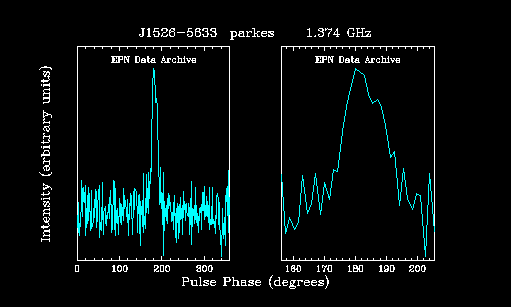 J1526-5633 parkes 1.374 GHz
EPN Data Archive EPN Data Archive
Intensity (arbitrary units)
0 100 200 300 160 170 180 190 200
Pulse Phase (degrees)